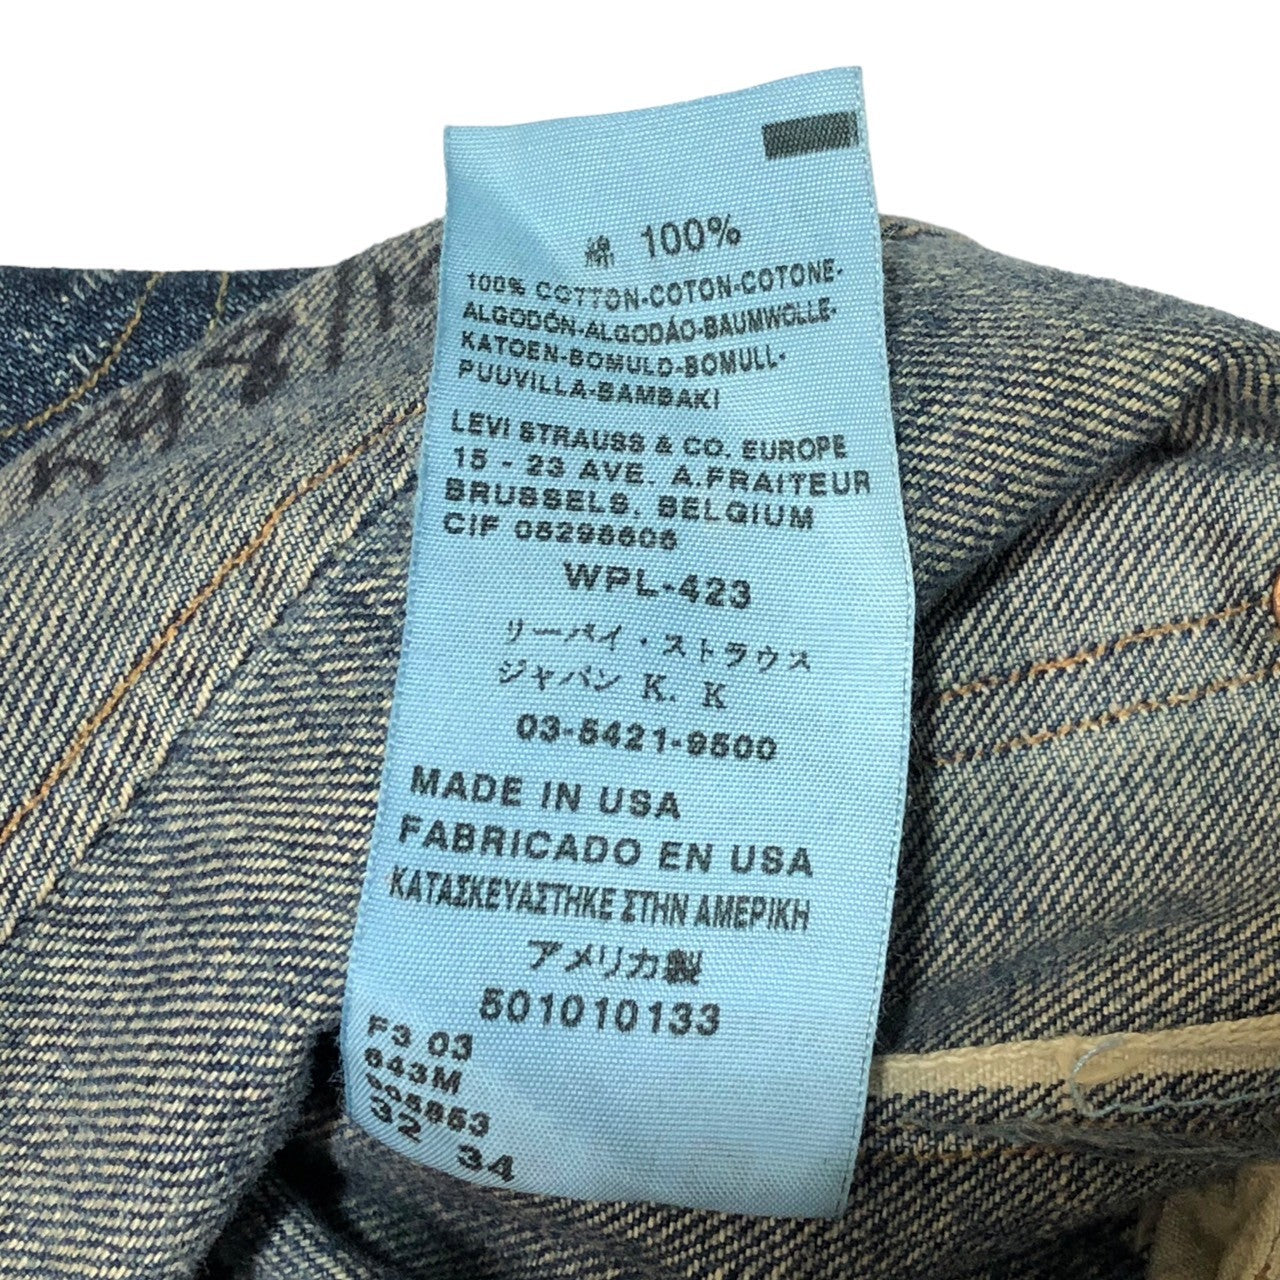 綿 100%
100% COTTON-COTON-COTONE-
ALGODÓN-ALGODÃO-BAUMWOLLE-
KATOEN-BOMULD-BOMULL-
PUUVILLA-BAMBAKI
LEVI STRAUSS & CO. EUROPE
15 - 23 AVE. A.FRAITEUR
BRUSSELS. BELGIUM
CIF 05298605
WPL-423
リーバイ・ストラウス
ジャパン K. K
03-5421-9500
MADE IN USA
FABRICADO EN USA
ΚΑΤΑΣΚΕΥΑΣΤΗΚΕ ΣΤΗΝ ΑΜΕΡΙΚΗ
アメリカ製
501010133
F3 03
643M
32 34